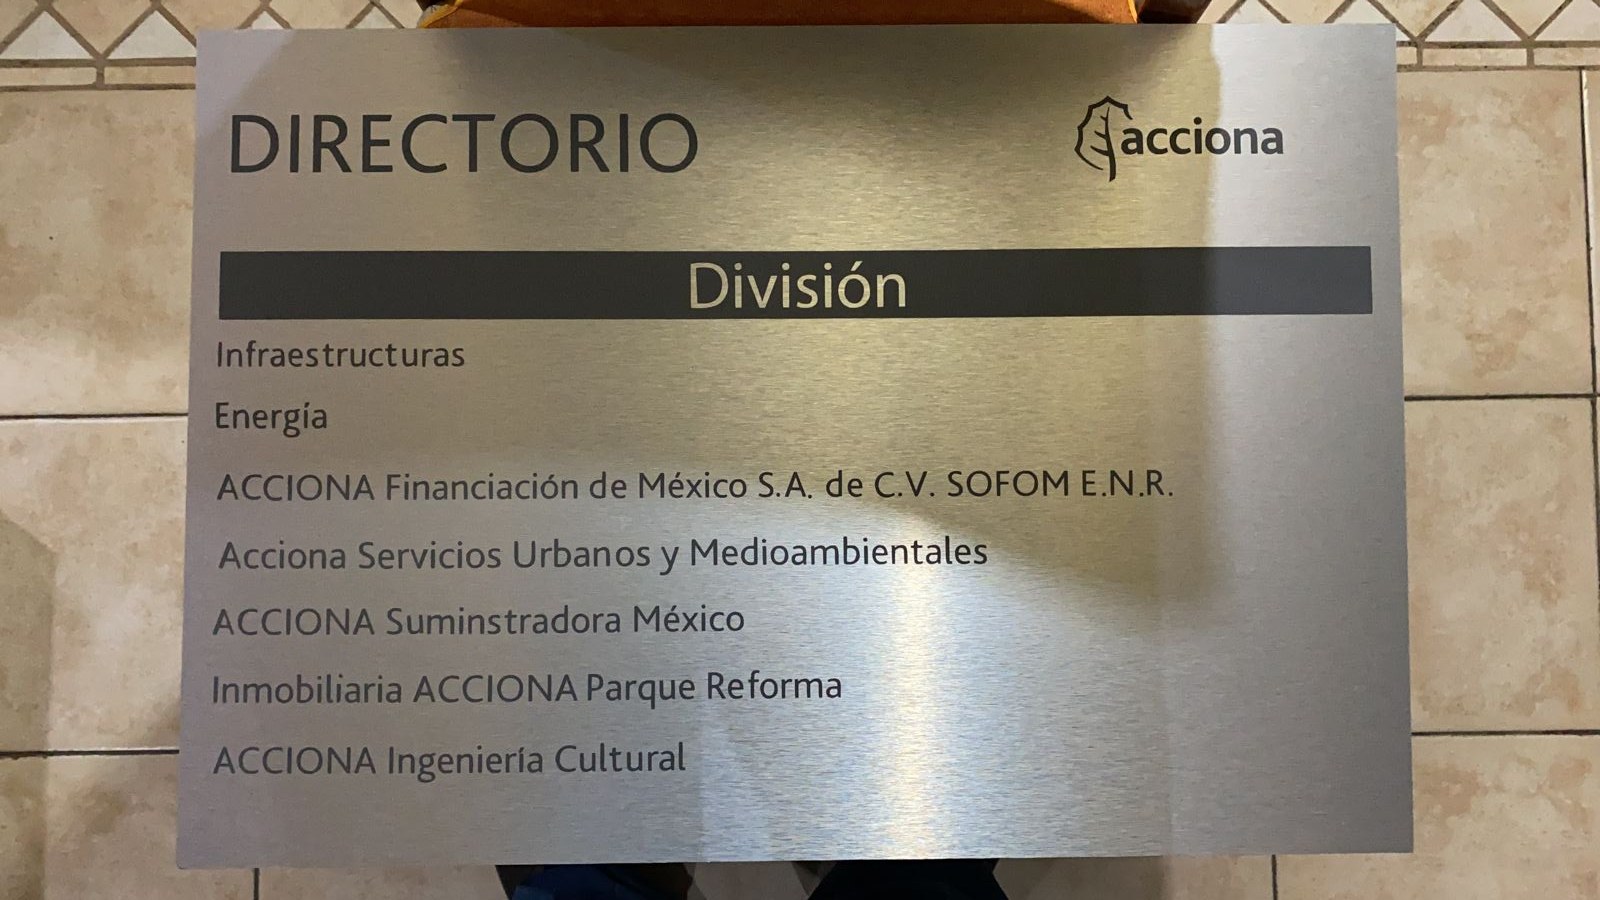 DIRECTORIO
acciona
División
Infraestructuras
Energía
ACCIONA Financiación de México S.A. de C.V. SOFOM E.N.R.
Acciona Servicios Urbanos y Medioambientales
ACCIONA Suminstradora México
Inmobiliaria ACCIONA Parque Reforma
ACCIONA Ingeniería Cultural